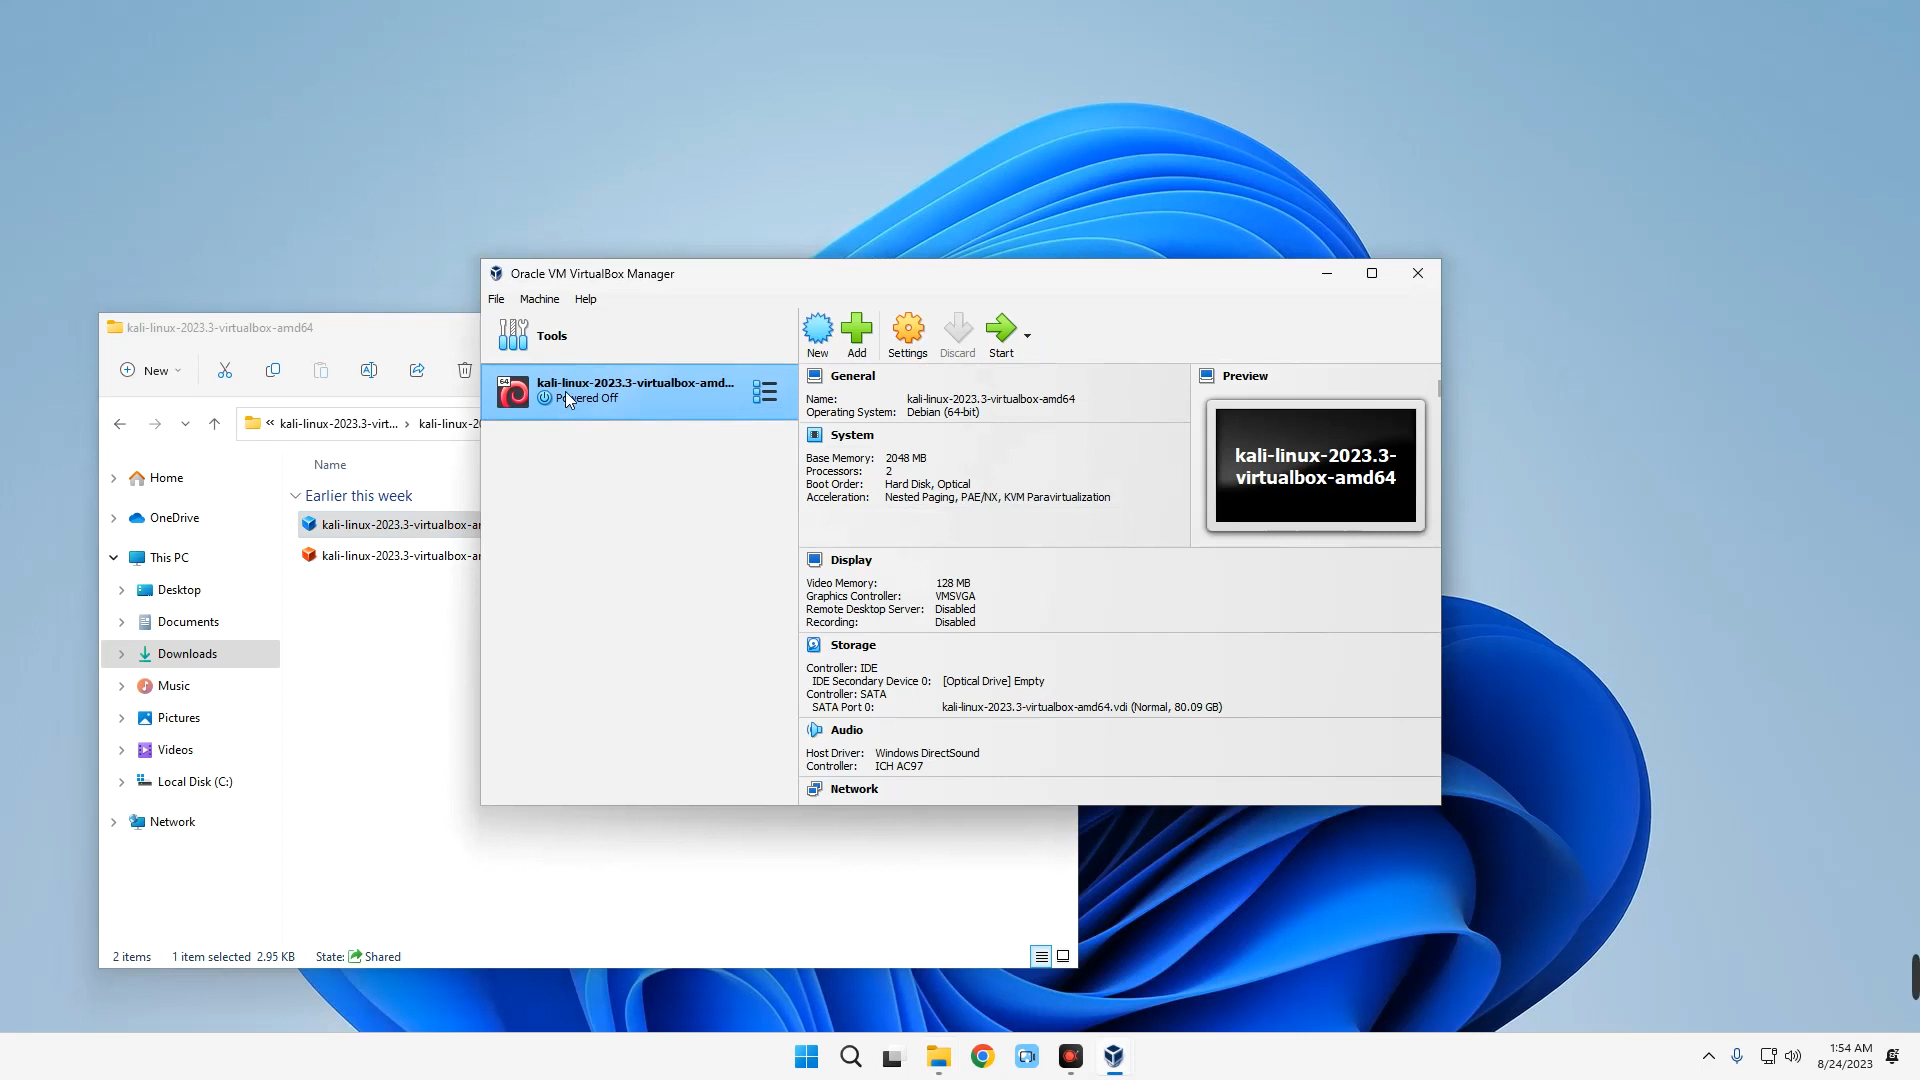 Oracle VM VirtualBox Manager
File Machine Help
Tools
New Add Settings Discard Start
64
kali-linux-2023.3-virtualbox-amd...
General
Name: kali-linux-2023.3-virtualbox-amd64
Operating System: Debian (64-bit)
System
Base Memory: 2048 MB
Processors: 2
Boot Order: Hard Disk, Optical
Acceleration: Nested Paging, PAE/NX, KVM Paravirtualization
Preview
kali-linux-2023.3-
virtualbox-amd64
Display
Video Memory: 128 MB
Graphics Controller: VMSVGA
Remote Desktop Server: Disabled
Recording: Disabled
Storage
Controller: IDE
IDE Secondary Device 0: [Optical Drive] Empty
Controller: SATA
SATA Port 0: kali-linux-2023.3-virtualbox-amd64.vdi (Normal, 80.09 GB)
Audio
Host Driver: Windows DirectSound
Controller: ICH AC97
Network
kali-linux-2023.3-virtualbox-amd64
New
« kali-linux-2023.3-virt... › kali-linux-20
Home
OneDrive
This PC
Desktop
Documents
Downloads
Music
Pictures
Videos
Local Disk (C:)
Network
Name
Earlier this week
kali-linux-2023.3-virtualbox-a
kali-linux-2023.3-virtualbox-a
2 items 1 item selected 2.95 KB State: Shared
1:54 AM
8/24/2023